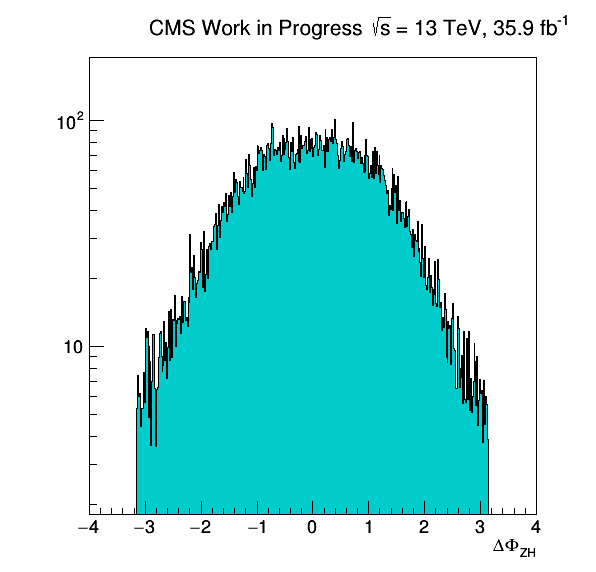 CMS Work in Progress √s = 13 TeV, 35.9 fb⁻¹
10²
10
−4 −3 −2 −1 0 1 2 3 4
ΔΦ_ZH